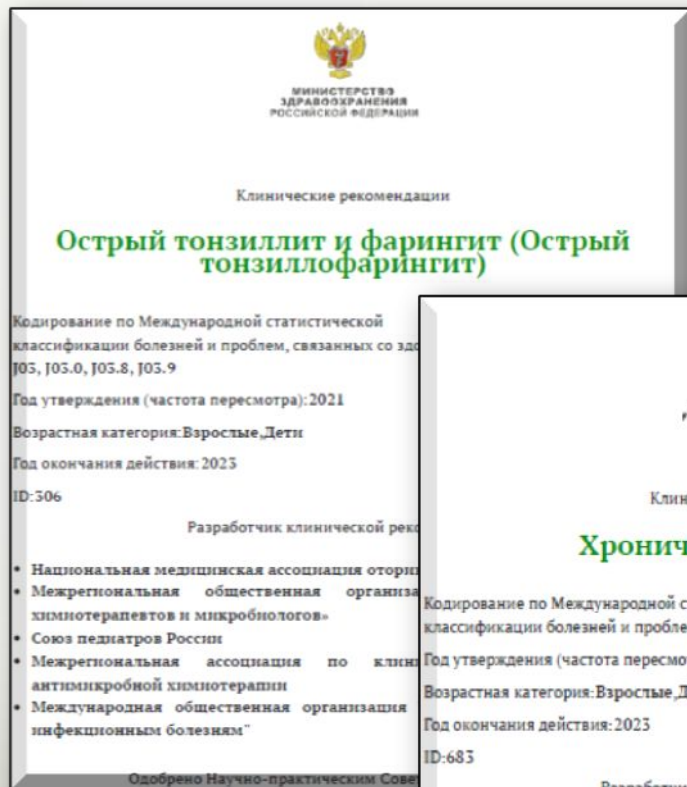 МИНИСТЕРСТВО
ЗДРАВООХРАНЕНИЯ
РОССИЙСКОЙ ФЕДЕРАЦИИ
Клинические рекомендации
Острый тонзиллит и фарингит (Острый
тонзиллофарингит)
Кодирование по Международной статистической
классификации болезней и проблем, связанных со здо
J03, J03.0, J03.8, J03.9
Год утверждения (частота пересмотра):2021
Возрастная категория:Взрослые,Дети
Год окончания действия:2023
ID:306
Разработчик клинической реко
• Национальная медицинская ассоциация отори
• Межрегиональная общественная организа
химиотерапевтов и микробиологов»
• Союз педиатров России
• Межрегиональная ассоциация по клин
антимикробной химиотерапии
• Международная общественная организация
инфекционным болезням"
Одобрено Научно-практическим Сове
Клин
Хронич
Кодирование по Международной с
классификации болезней и пробле
Год утверждения (частота пересмо
Возрастная категория:Взрослые,Д
Год окончания действия:2023
ID:683
Разработчи